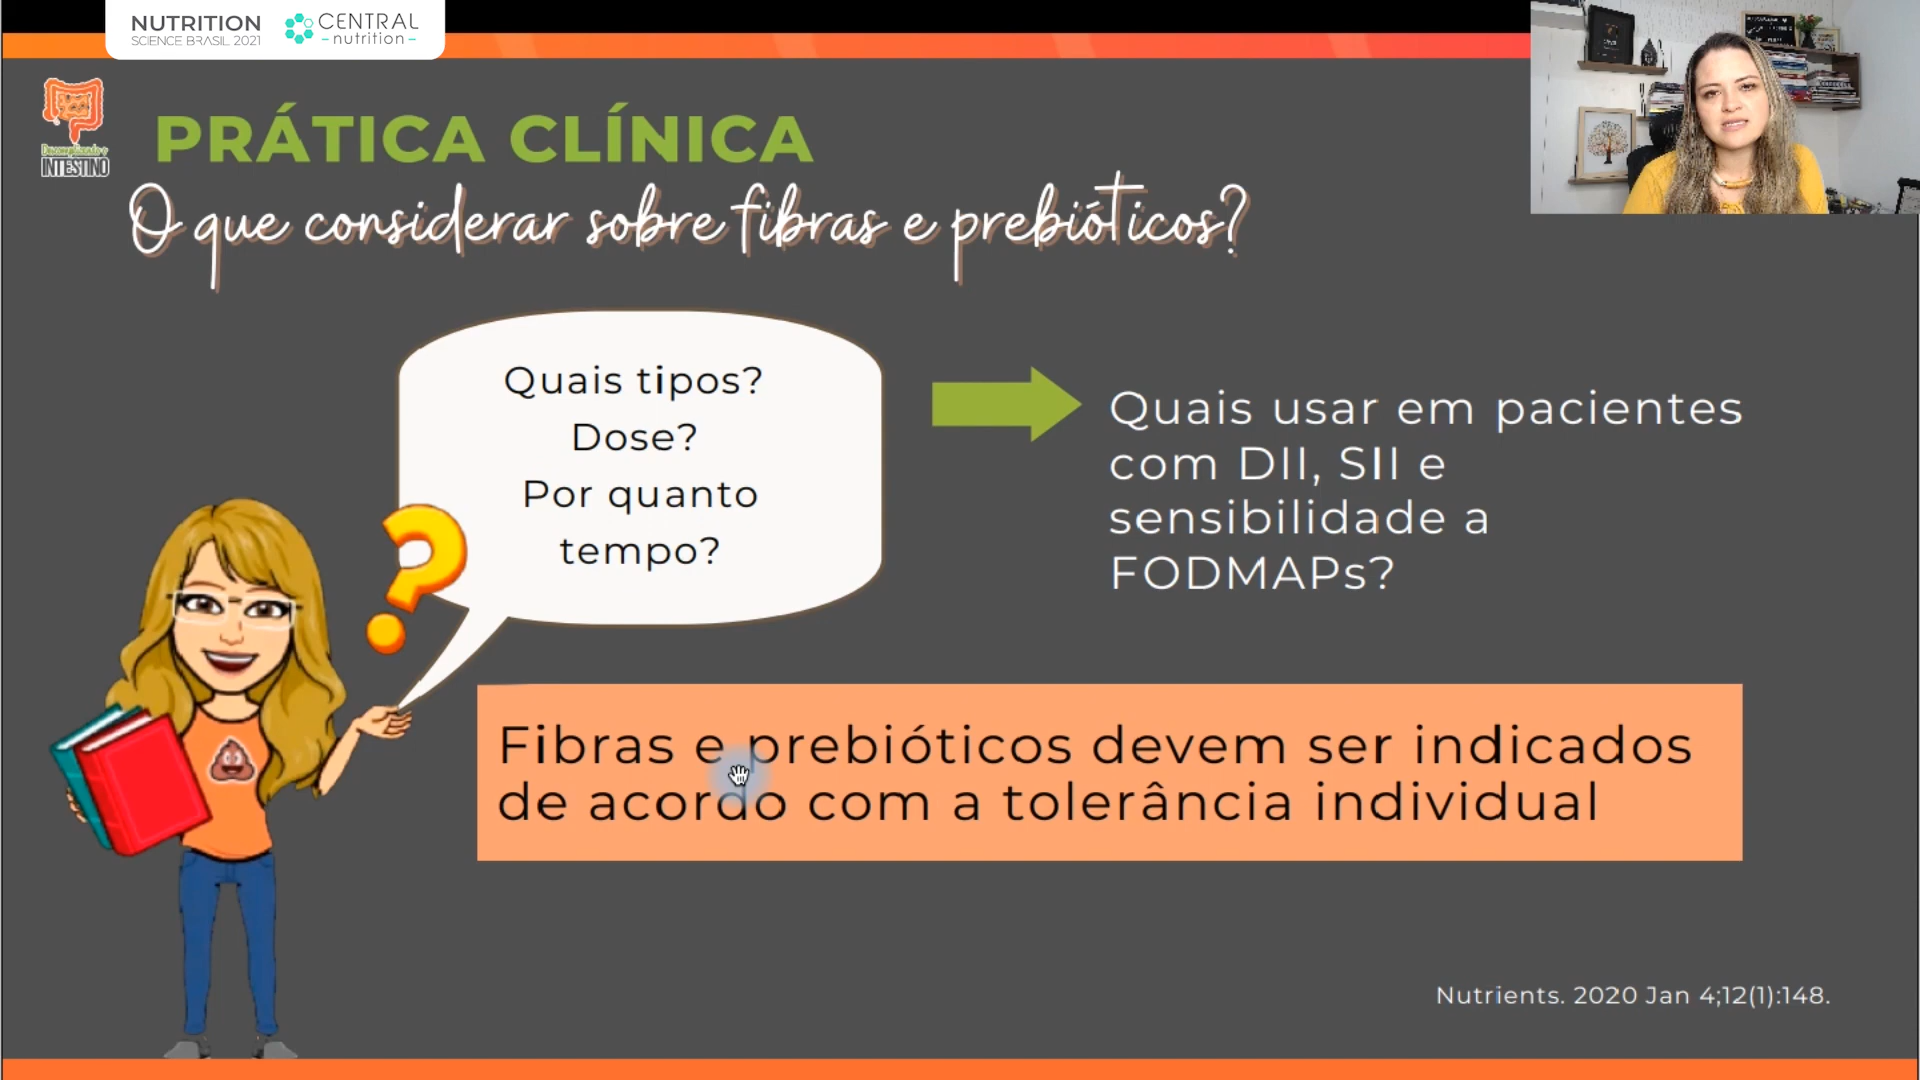 NUTRITION
SCIENCE BRASIL 2021
CENTRAL
nutrition
Descomplicando o
INTESTINO
PRÁTICA CLÍNICA
O que considerar sobre fibras e prebióticos?
Quais tipos?
Dose?
Por quanto
tempo?
Quais usar em pacientes
com DII, SII e
sensibilidade a
FODMAPs?
Fibras e prebióticos devem ser indicados
de acordo com a tolerância individual
Nutrients. 2020 Jan 4;12(1):148.